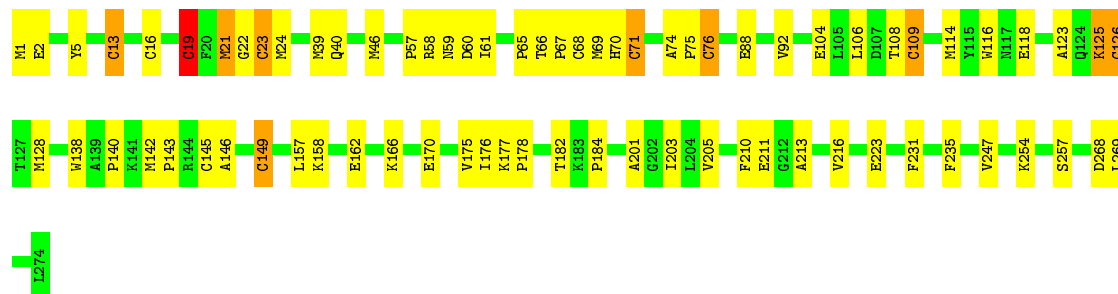 M1 E2 Y5 C13 C16 C19 F20 M21 G22 C23 M24 M39 Q40 M46 P57 R58 N59 D60 I61 P65 T66 P67 C68 M69 H70 C71 A74 F75 C76 E88 V92 E104 L105 L106 D107 T108 C109 M114 Y115 W116 N117 E118 A123 Q124 K125 C126
T127 M128 W138 A139 P140 K141 M142 P143 R144 C145 A146 C149 L157 K158 E162 K166 E170 V175 I176 K177 P178 T182 K183 P184 A201 G202 I203 L204 V205 F210 E211 G212 A213 V216 E223 F231 F235 V247 K254 S257 D268
L274